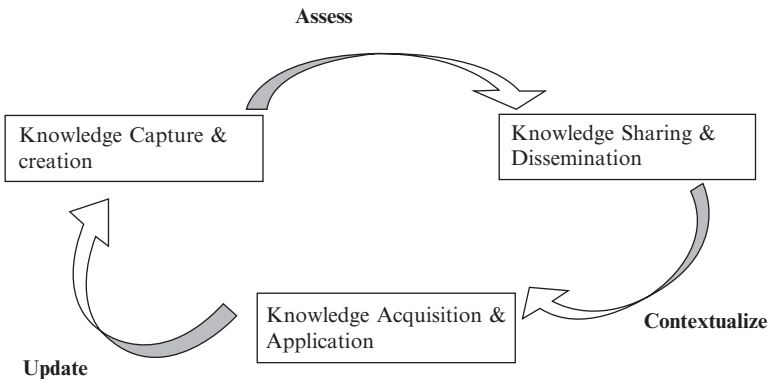 Assess
Knowledge Capture &
creation
Knowledge Sharing &
Dissemination
Knowledge Acquisition &
Application
Contextualize
Update